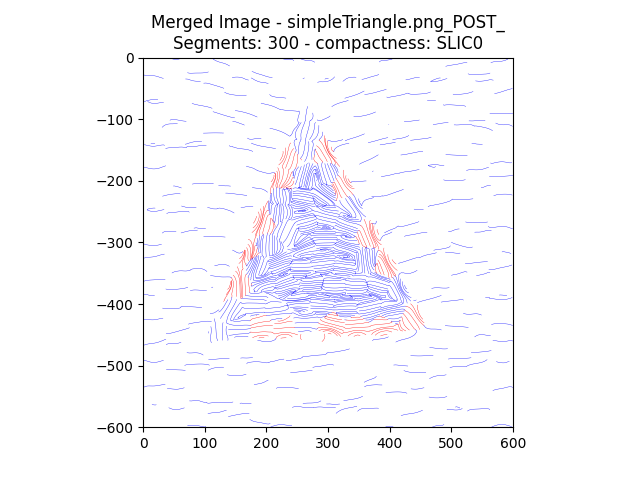 Merged Image - simpleTriangle.png_POST_
Segments: 300 - compactness: SLIC0
0
−100
−200
−300
−400
−500
−600
0 100 200 300 400 500 600